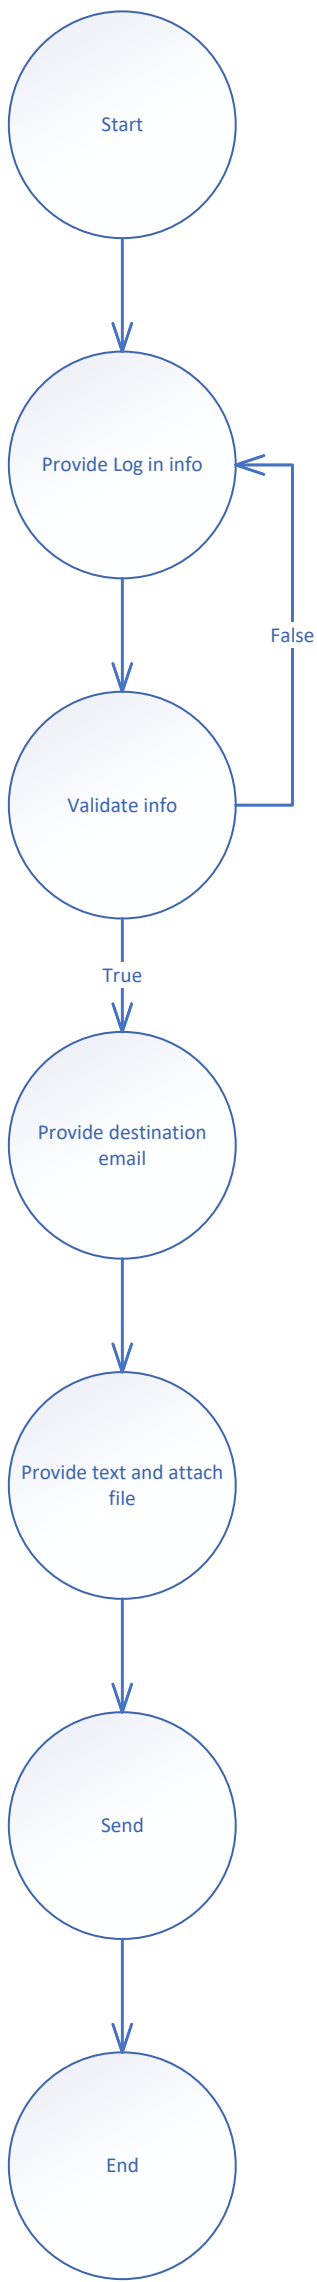 Start
Provide Log in info
False
Validate info
True
Provide destination
email
Provide text and attach
file
Send
End